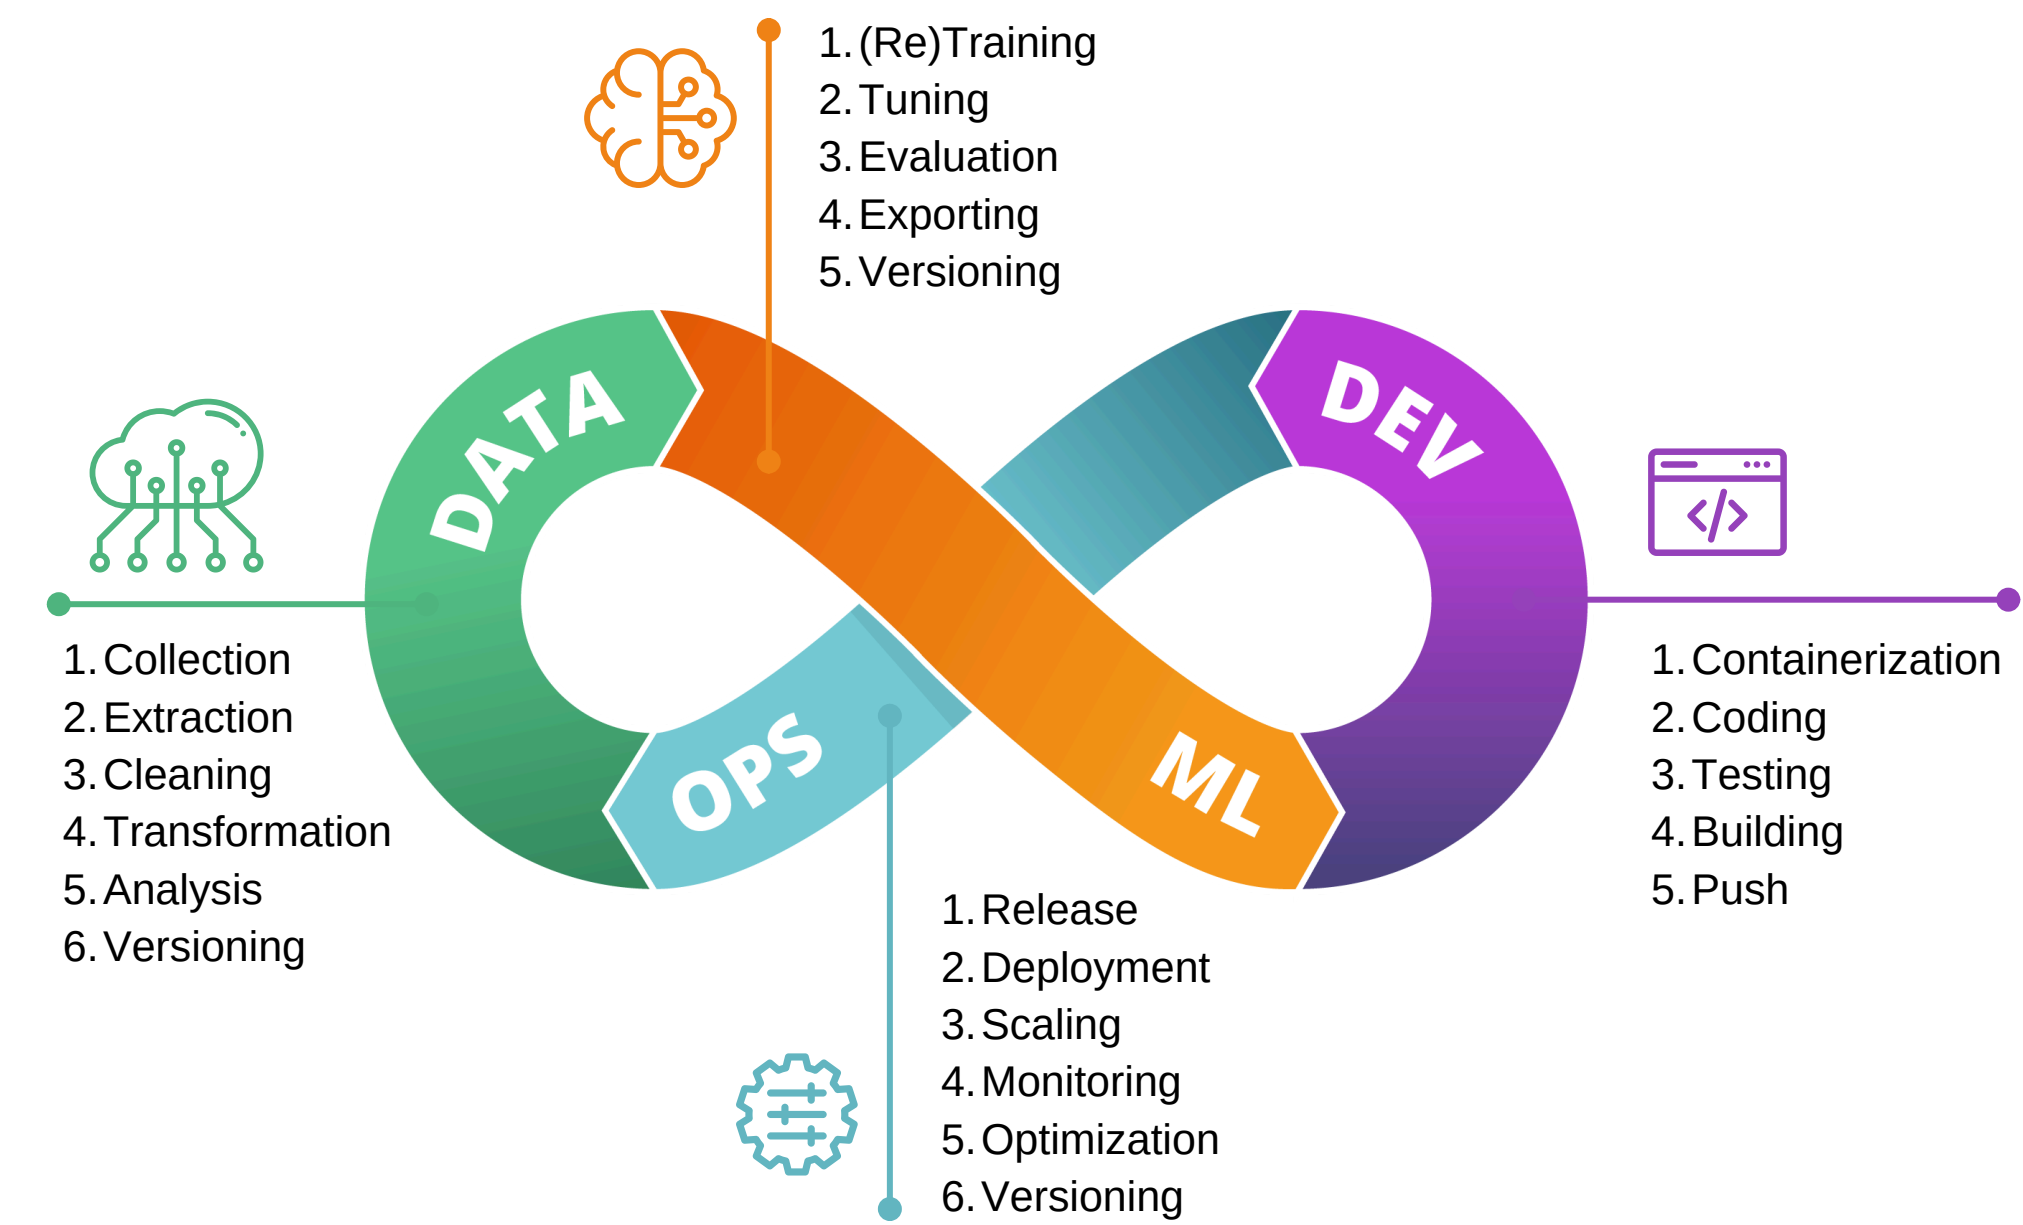 1. (Re)Training
2. Tuning
3. Evaluation
4. Exporting
5. Versioning
DATA
DEV
OPS
ML
1. Collection
2. Extraction
3. Cleaning
4. Transformation
5. Analysis
6. Versioning
1. Containerization
2. Coding
3. Testing
4. Building
5. Push
1. Release
2. Deployment
3. Scaling
4. Monitoring
5. Optimization
6. Versioning